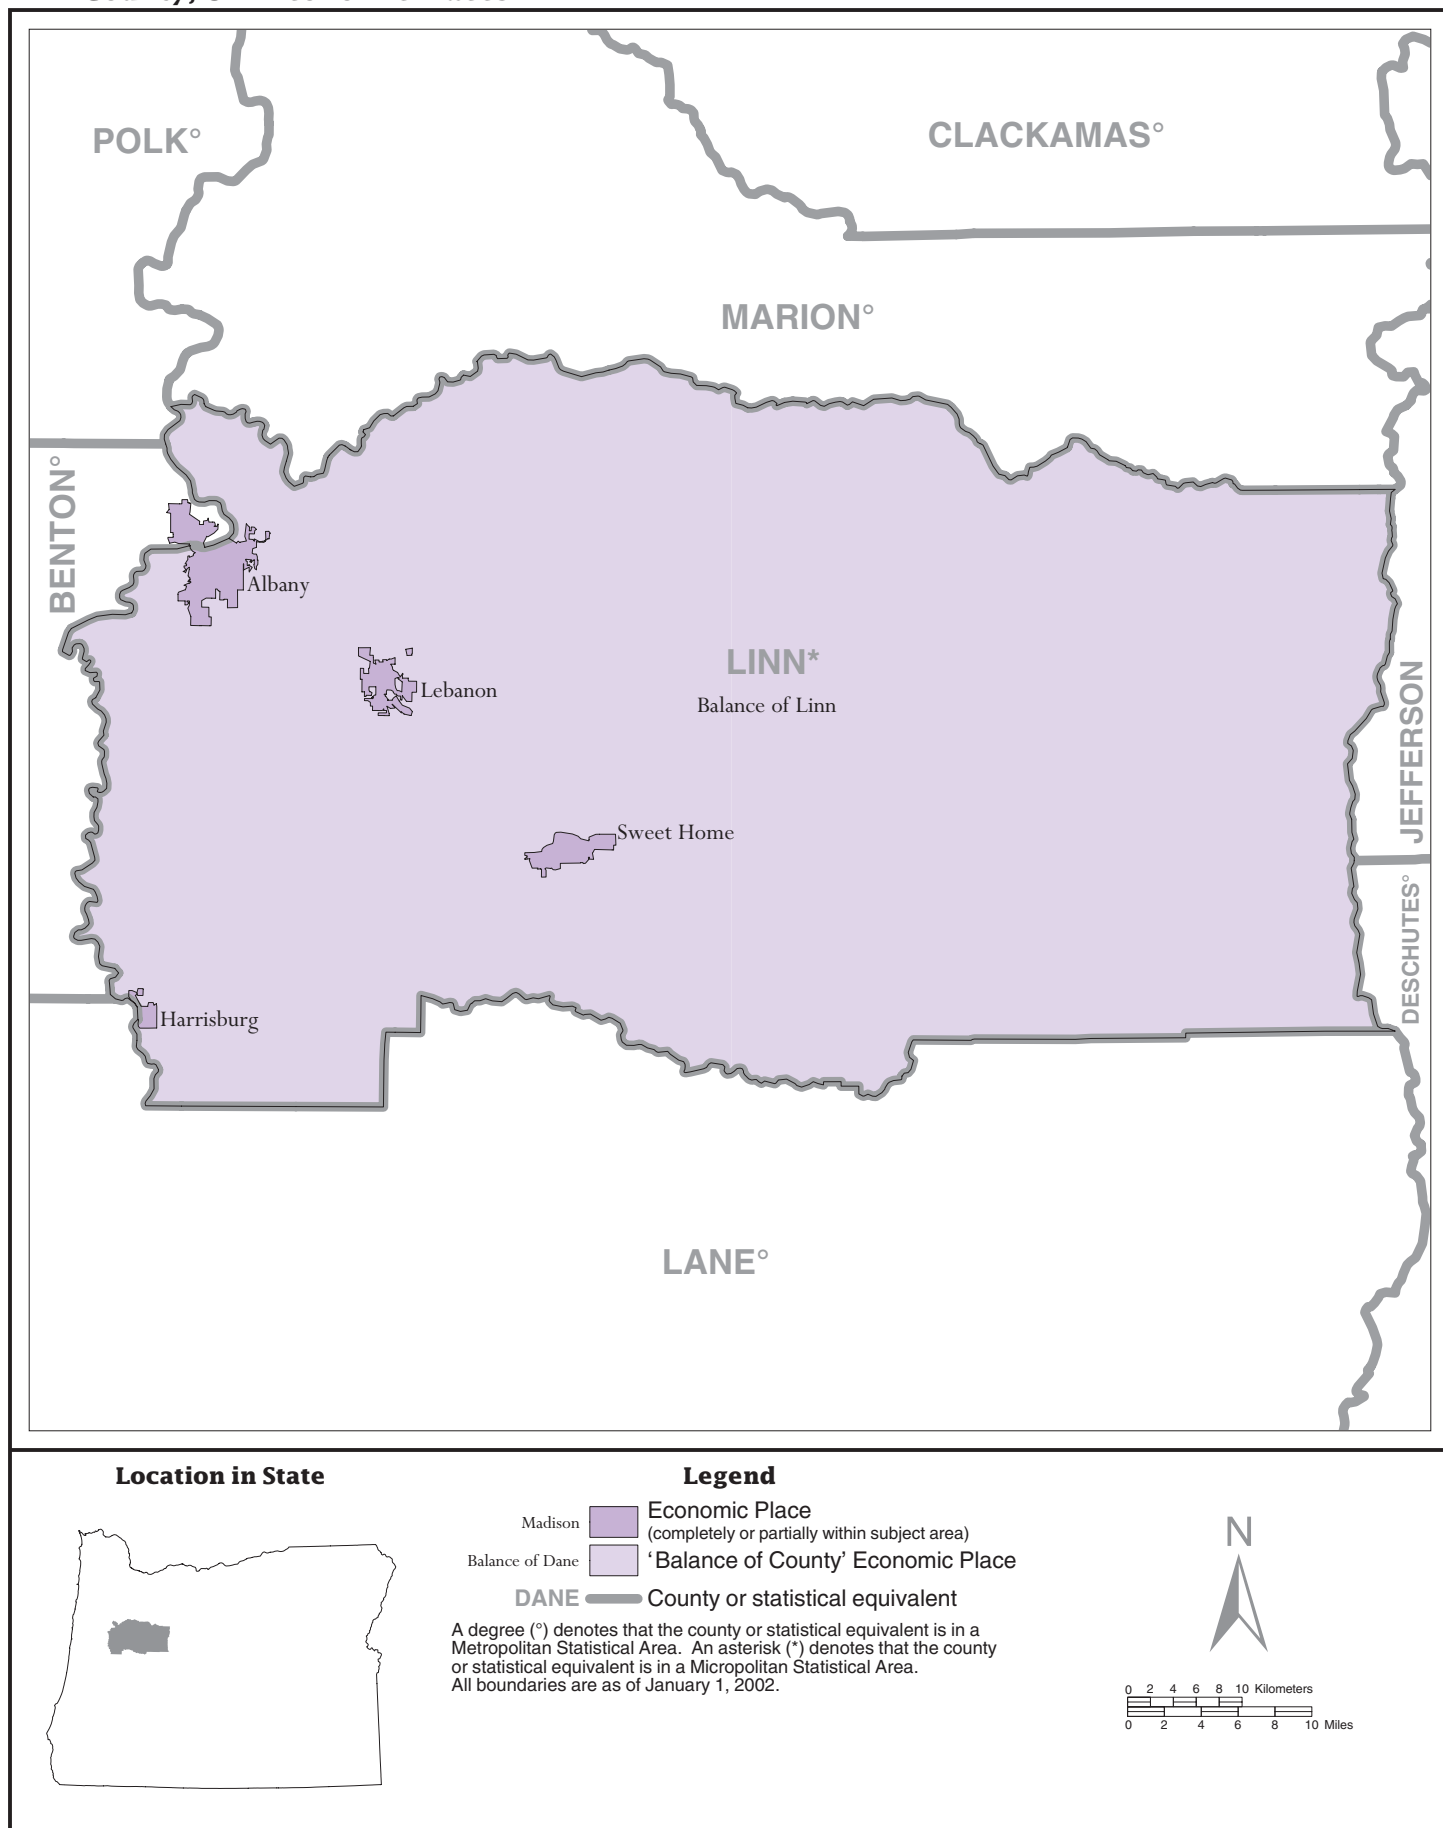 POLK°
CLACKAMAS°
MARION°
BENTON°
Albany
LINN*
Lebanon
Balance of Linn
JEFFERSON
Sweet Home
DESCHUTES°
Harrisburg
LANE°
Location in State
Legend
Madison
Economic Place
(completely or partially within subject area)
Balance of Dane
‘Balance of County’ Economic Place
DANE
County or statistical equivalent
A degree (°) denotes that the county or statistical equivalent is in a
Metropolitan Statistical Area. An asterisk (*) denotes that the county
or statistical equivalent is in a Micropolitan Statistical Area.
All boundaries are as of January 1, 2002.
N
0 2 4 6 8 10 Kilometers
0 2 4 6 8 10 Miles